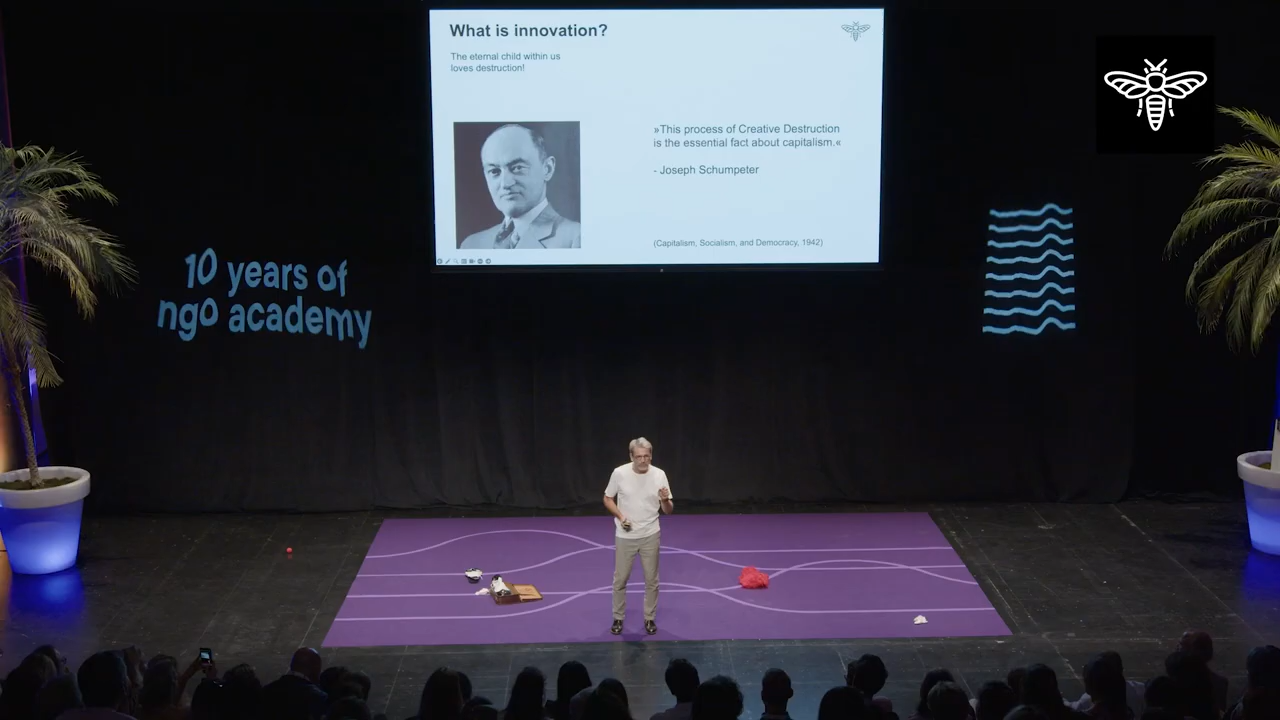 What is innovation?
The eternal child within us
loves destruction!
»This process of Creative Destruction
is the essential fact about capitalism.«
- Joseph Schumpeter
(Capitalism, Socialism, and Democracy, 1942)
10 years of
ngo academy